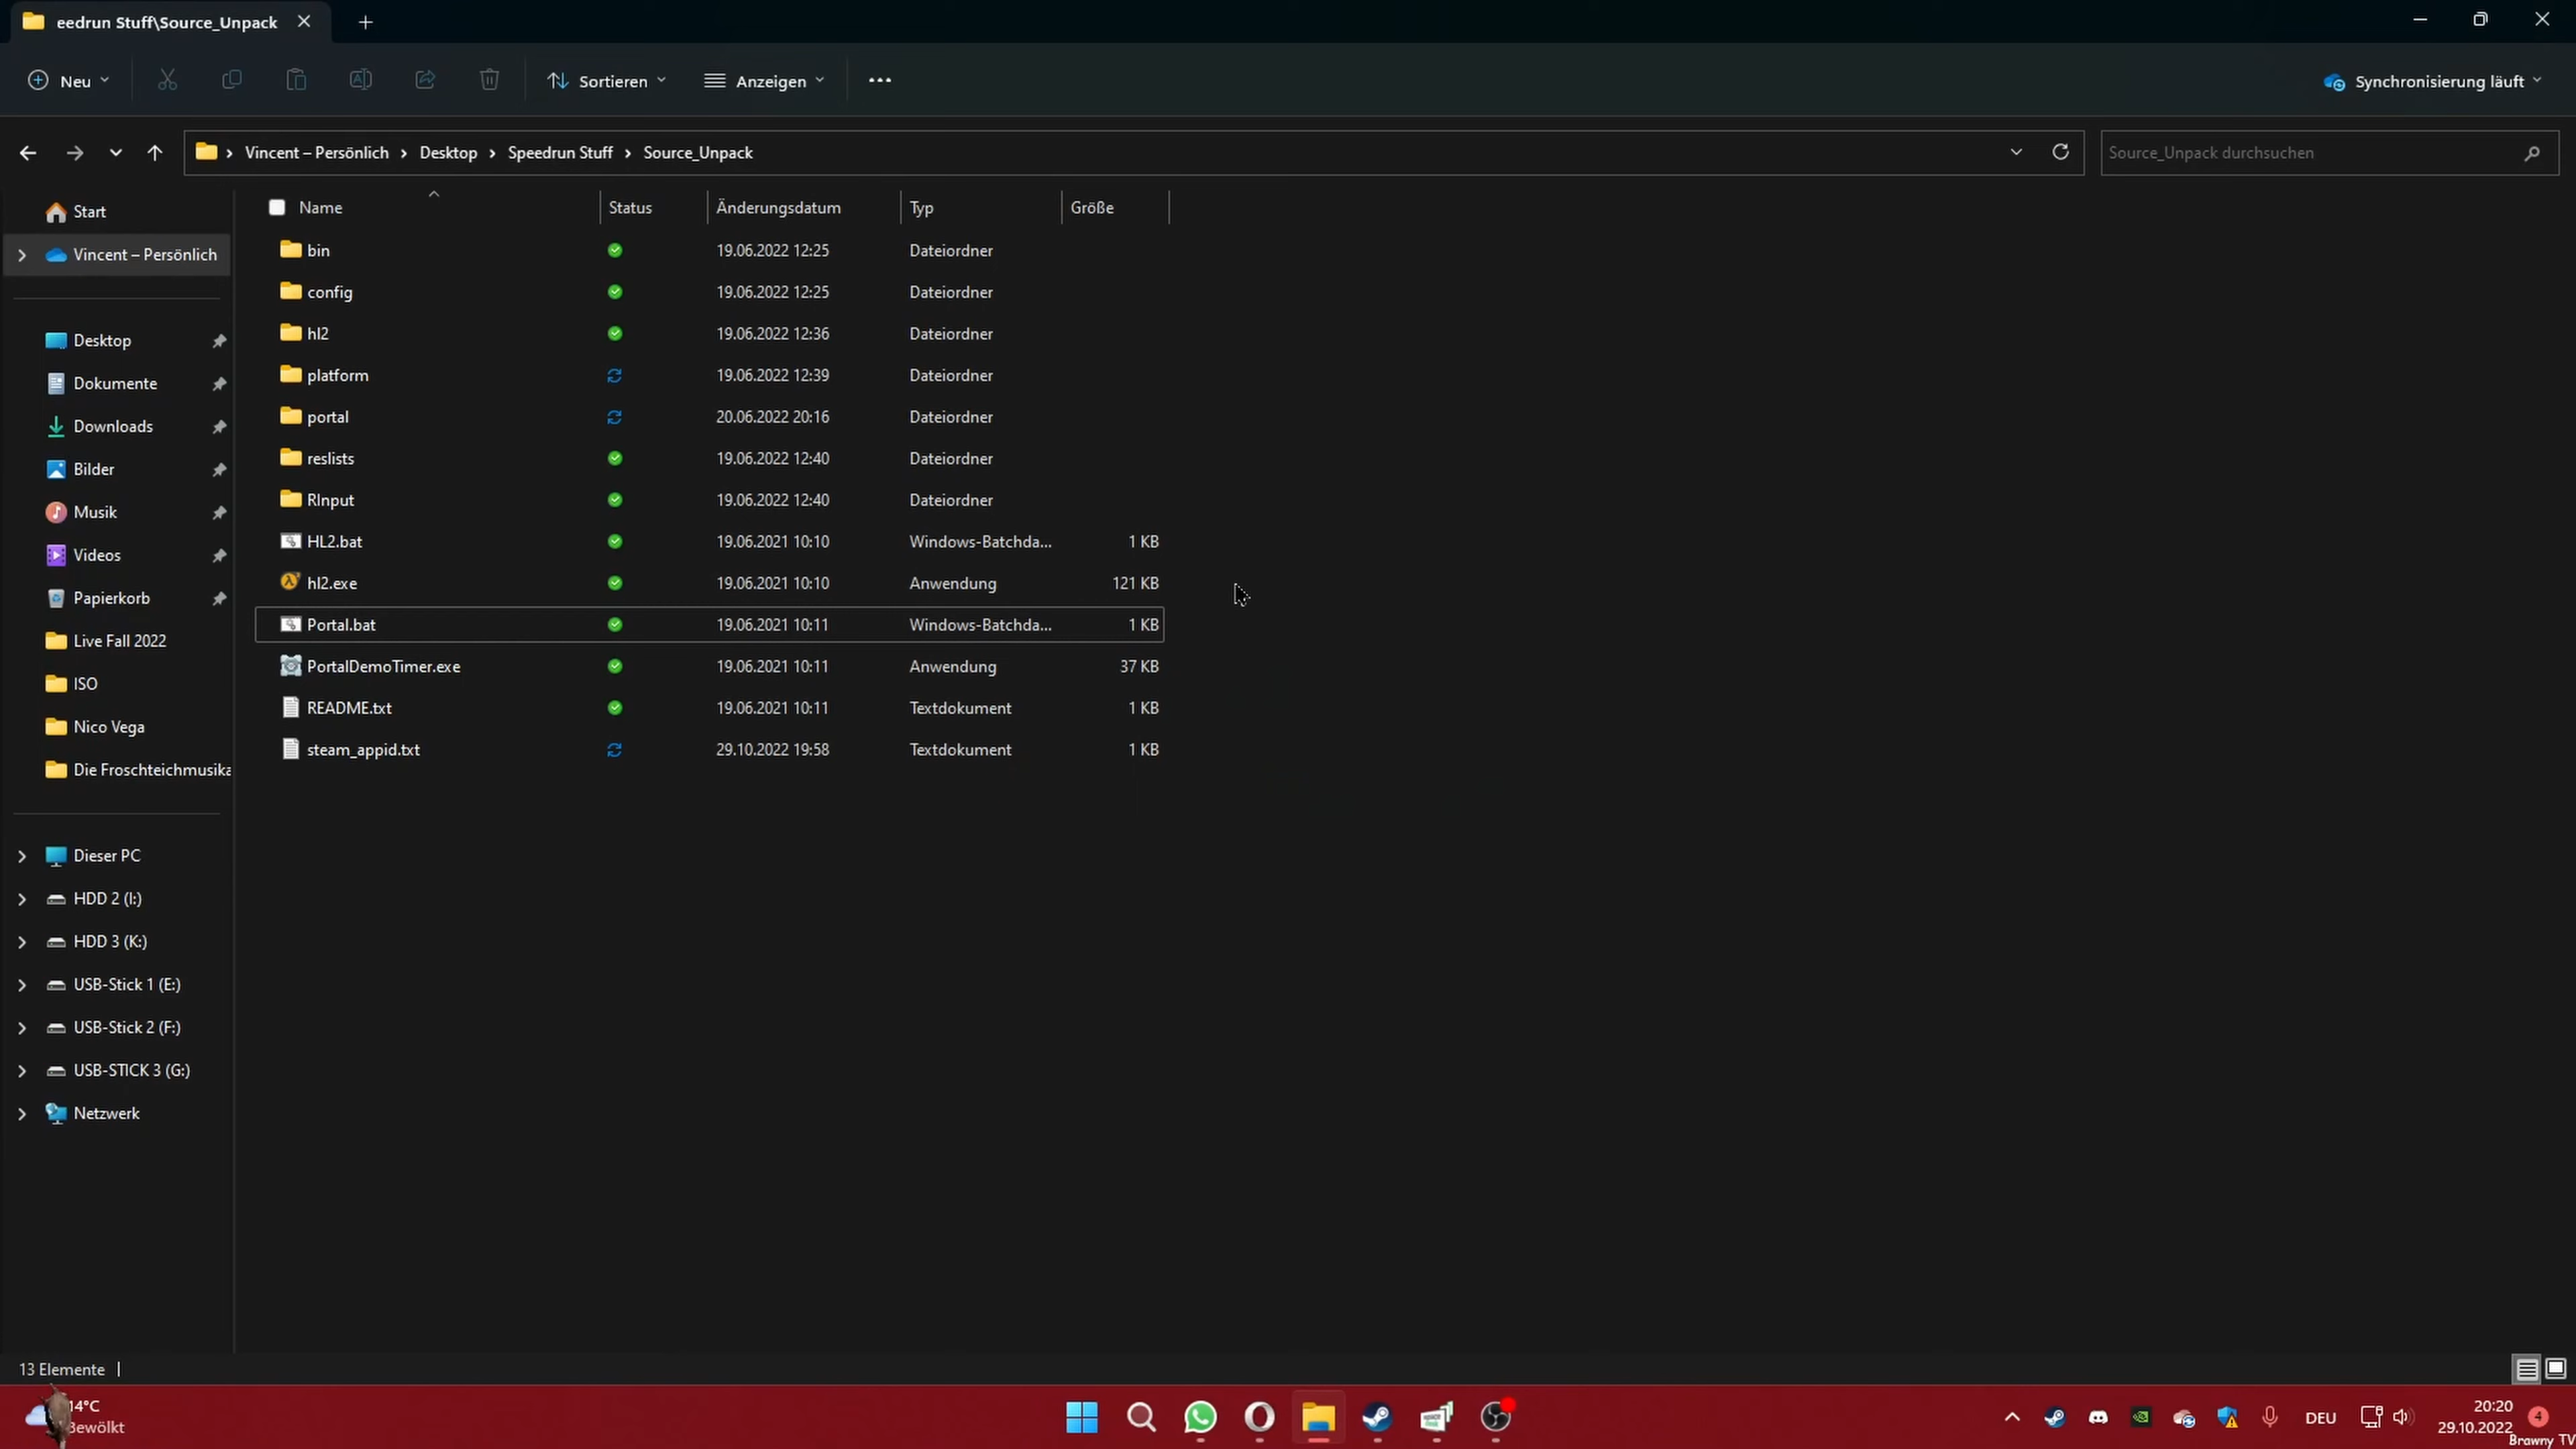 eedrun Stuff\Source_Unpack
Neu
Sortieren
Anzeigen
Synchronisierung läuft
Vincent – Persönlich
Desktop
Speedrun Stuff
Source_Unpack
Source_Unpack durchsuchen
Start
Vincent – Persönlich
Desktop
Dokumente
Downloads
Bilder
Musik
Videos
Papierkorb
Live Fall 2022
ISO
Nico Vega
Die Froschteichmusika
Dieser PC
HDD 2 (I:)
HDD 3 (K:)
USB-Stick 1 (E:)
USB-Stick 2 (F:)
USB-STICK 3 (G:)
Netzwerk
Name Status Änderungsdatum Typ Größe
bin 19.06.2022 12:25 Dateiordner
config 19.06.2022 12:25 Dateiordner
hl2 19.06.2022 12:36 Dateiordner
platform 19.06.2022 12:39 Dateiordner
portal 20.06.2022 20:16 Dateiordner
reslists 19.06.2022 12:40 Dateiordner
RInput 19.06.2022 12:40 Dateiordner
HL2.bat 19.06.2021 10:10 Windows-Batchda... 1 KB
hl2.exe 19.06.2021 10:10 Anwendung 121 KB
Portal.bat 19.06.2021 10:11 Windows-Batchda... 1 KB
PortalDemoTimer.exe 19.06.2021 10:11 Anwendung 37 KB
README.txt 19.06.2021 10:11 Textdokument 1 KB
steam_appid.txt 29.10.2022 19:58 Textdokument 1 KB
13 Elemente
14°C
Bewölkt
DEU
20:20
29.10.2022
4
Brawny TV